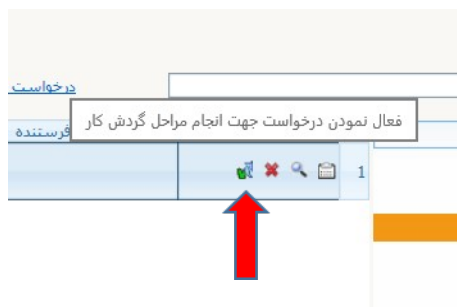 درخواست
فعال نمودن درخواست جهت انجام مراحل گردش کار
فرستنده
1